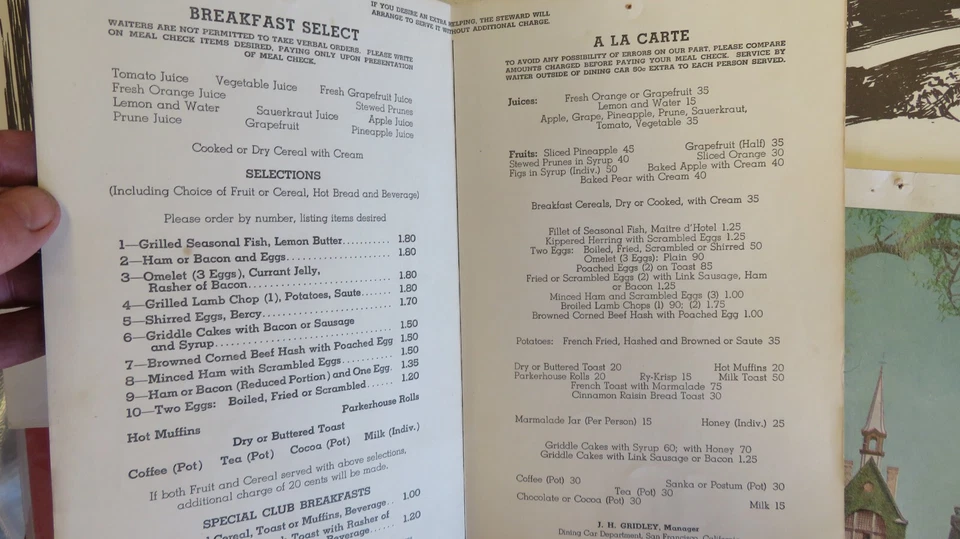 BREAKFAST SELECT
IF YOU DESIRE AN EXTRA HELPING, THE STEWARD WILL
ARRANGE TO SERVE IT WITHOUT ADDITIONAL CHARGE.
WAITERS ARE NOT PERMITTED TO TAKE VERBAL ORDERS. PLEASE WRITE
ON MEAL CHECK ITEMS DESIRED, PAYING ONLY UPON PRESENTATION
OF MEAL CHECK.
Tomato Juice Vegetable Juice Fresh Grapefruit Juice
Fresh Orange Juice Stewed Prunes
Lemon and Water Sauerkraut Juice Apple Juice
Prune Juice Grapefruit Pineapple Juice
Cooked or Dry Cereal with Cream
SELECTIONS
(Including Choice of Fruit or Cereal, Hot Bread and Beverage)
Please order by number, listing items desired
1—Grilled Seasonal Fish, Lemon Butter.......... 1.80
2—Ham or Bacon and Eggs...................... 1.80
3—Omelet (3 Eggs), Currant Jelly,
Rasher of Bacon.......................... 1.80
4—Grilled Lamb Chop (1), Potatoes, Saute....... 1.80
5—Shirred Eggs, Bercy......................... 1.70
6—Griddle Cakes with Bacon or Sausage
and Syrup................................ 1.50
7—Browned Corned Beef Hash with Poached Egg 1.50
8—Minced Ham with Scrambled Eggs........... 1.50
9—Ham or Bacon (Reduced Portion) and One Egg. 1.35
10—Two Eggs: Boiled, Fried or Scrambled...... 1.20
Hot Muffins Dry or Buttered Toast Parkerhouse Rolls
Coffee (Pot) Tea (Pot) Cocoa (Pot) Milk (Indiv.)
If both Fruit and Cereal served with above selections,
additional charge of 20 cents will be made.
SPECIAL CLUB BREAKFASTS
Cereal, Toast or Muffins, Beverage.. 1.00
Toast with Rasher of
Beverage.... 1.20
A LA CARTE
TO AVOID ANY POSSIBILITY OF ERRORS ON OUR PART, PLEASE COMPARE
AMOUNTS CHARGED BEFORE PAYING YOUR MEAL CHECK. SERVICE BY
WAITER OUTSIDE OF DINING CAR 50c EXTRA TO EACH PERSON SERVED.
Juices: Fresh Orange or Grapefruit 35
Lemon and Water 15
Apple, Grape, Pineapple, Prune, Sauerkraut,
Tomato, Vegetable 35
Fruits: Sliced Pineapple 45 Grapefruit (Half) 35
Stewed Prunes in Syrup 40 Sliced Orange 30
Figs in Syrup (Indiv.) 50 Baked Apple with Cream 40
Baked Pear with Cream 40
Breakfast Cereals, Dry or Cooked, with Cream 35
Fillet of Seasonal Fish, Maitre d'Hotel 1.25
Kippered Herring with Scrambled Eggs 1.25
Two Eggs: Boiled, Fried, Scrambled or Shirred 50
Omelet (3 Eggs): Plain 90
Poached Eggs (2) on Toast 85
Fried or Scrambled Eggs (2) with Link Sausage, Ham
or Bacon 1.25
Minced Ham and Scrambled Eggs (3) 1.00
Broiled Lamb Chops (1) 90; (2) 1.75
Browned Corned Beef Hash with Poached Egg 1.00
Potatoes: French Fried, Hashed and Browned or Saute 35
Dry or Buttered Toast 20 Hot Muffins 20
Parkerhouse Rolls 20 Ry-Krisp 15 Milk Toast 50
French Toast with Marmalade 75
Cinnamon Raisin Bread Toast 30
Marmalade Jar (Per Person) 15 Honey (Indiv.) 25
Griddle Cakes with Syrup 60; with Honey 70
Griddle Cakes with Link Sausage or Bacon 1.25
Coffee (Pot) 30 Sanka or Postum (Pot) 30
Tea (Pot) 30
Chocolate or Cocoa (Pot) 30 Milk 15
J. H. GRIDLEY, Manager
Dining Car Department, San Francisco, California